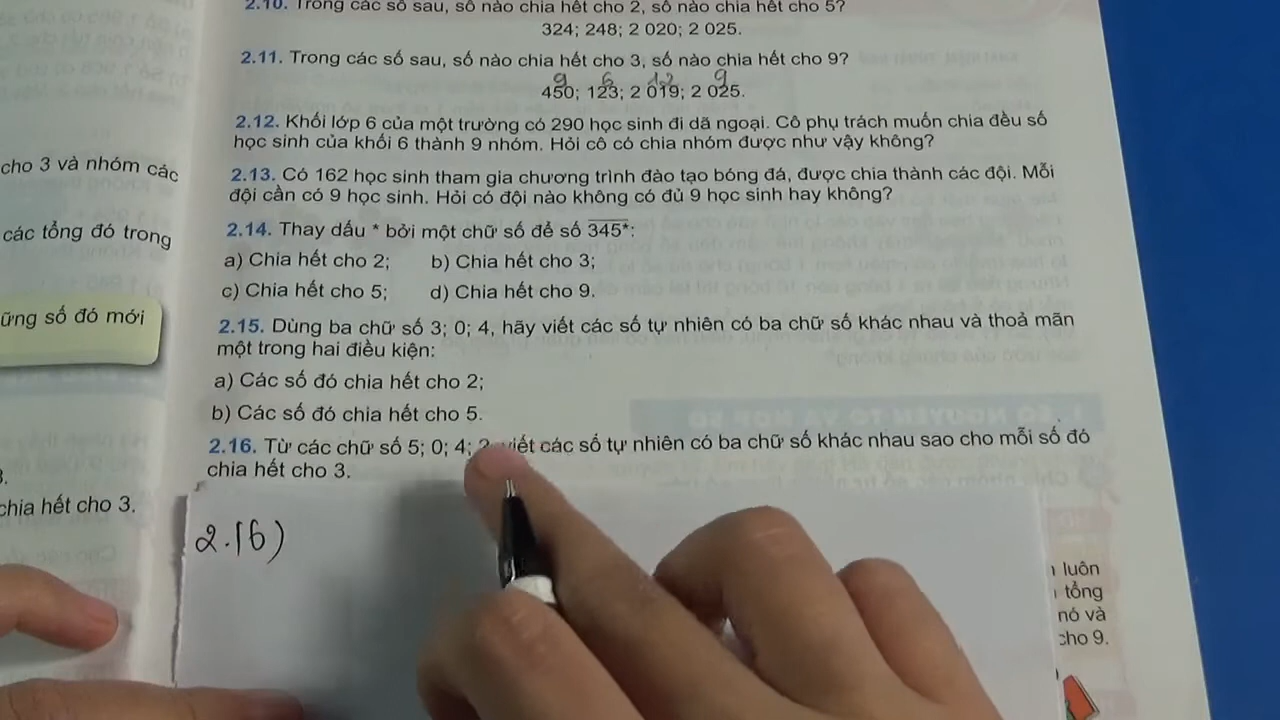 2.10. Trong các số sau, số nào chia hết cho 2, số nào chia hết cho 5?
324; 248; 2 020; 2 025.
2.11. Trong các số sau, số nào chia hết cho 3, số nào chia hết cho 9?
9 6 12 9
450; 123; 2 019; 2 025.
2.12. Khối lớp 6 của một trường có 290 học sinh đi dã ngoại. Cô phụ trách muốn chia đều số
học sinh của khối 6 thành 9 nhóm. Hỏi cô có chia nhóm được như vậy không?
cho 3 và nhóm các
2.13. Có 162 học sinh tham gia chương trình đào tạo bóng đá, được chia thành các đội. Mỗi
đội cần có 9 học sinh. Hỏi có đội nào không có đủ 9 học sinh hay không?
các tổng đó trong
2.14. Thay dấu * bởi một chữ số để số 345*:
a) Chia hết cho 2; b) Chia hết cho 3;
c) Chia hết cho 5; d) Chia hết cho 9.
ững số đó mới
2.15. Dùng ba chữ số 3; 0; 4, hãy viết các số tự nhiên có ba chữ số khác nhau và thoả mãn
một trong hai điều kiện:
a) Các số đó chia hết cho 2;
b) Các số đó chia hết cho 5.
2.16. Từ các chữ số 5; 0; 4; viết các số tự nhiên có ba chữ số khác nhau sao cho mỗi số đó
chia hết cho 3.
3.
chia hết cho 3.
2.16)
luôn
tổng
nó và
cho 9.